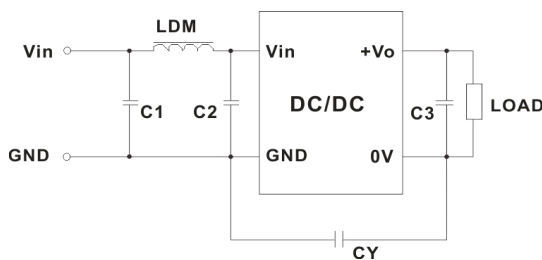 LDM
Vin
Vin
+Vo
DC/DC
C1
C2
C3
LOAD
GND
GND
0V
CY